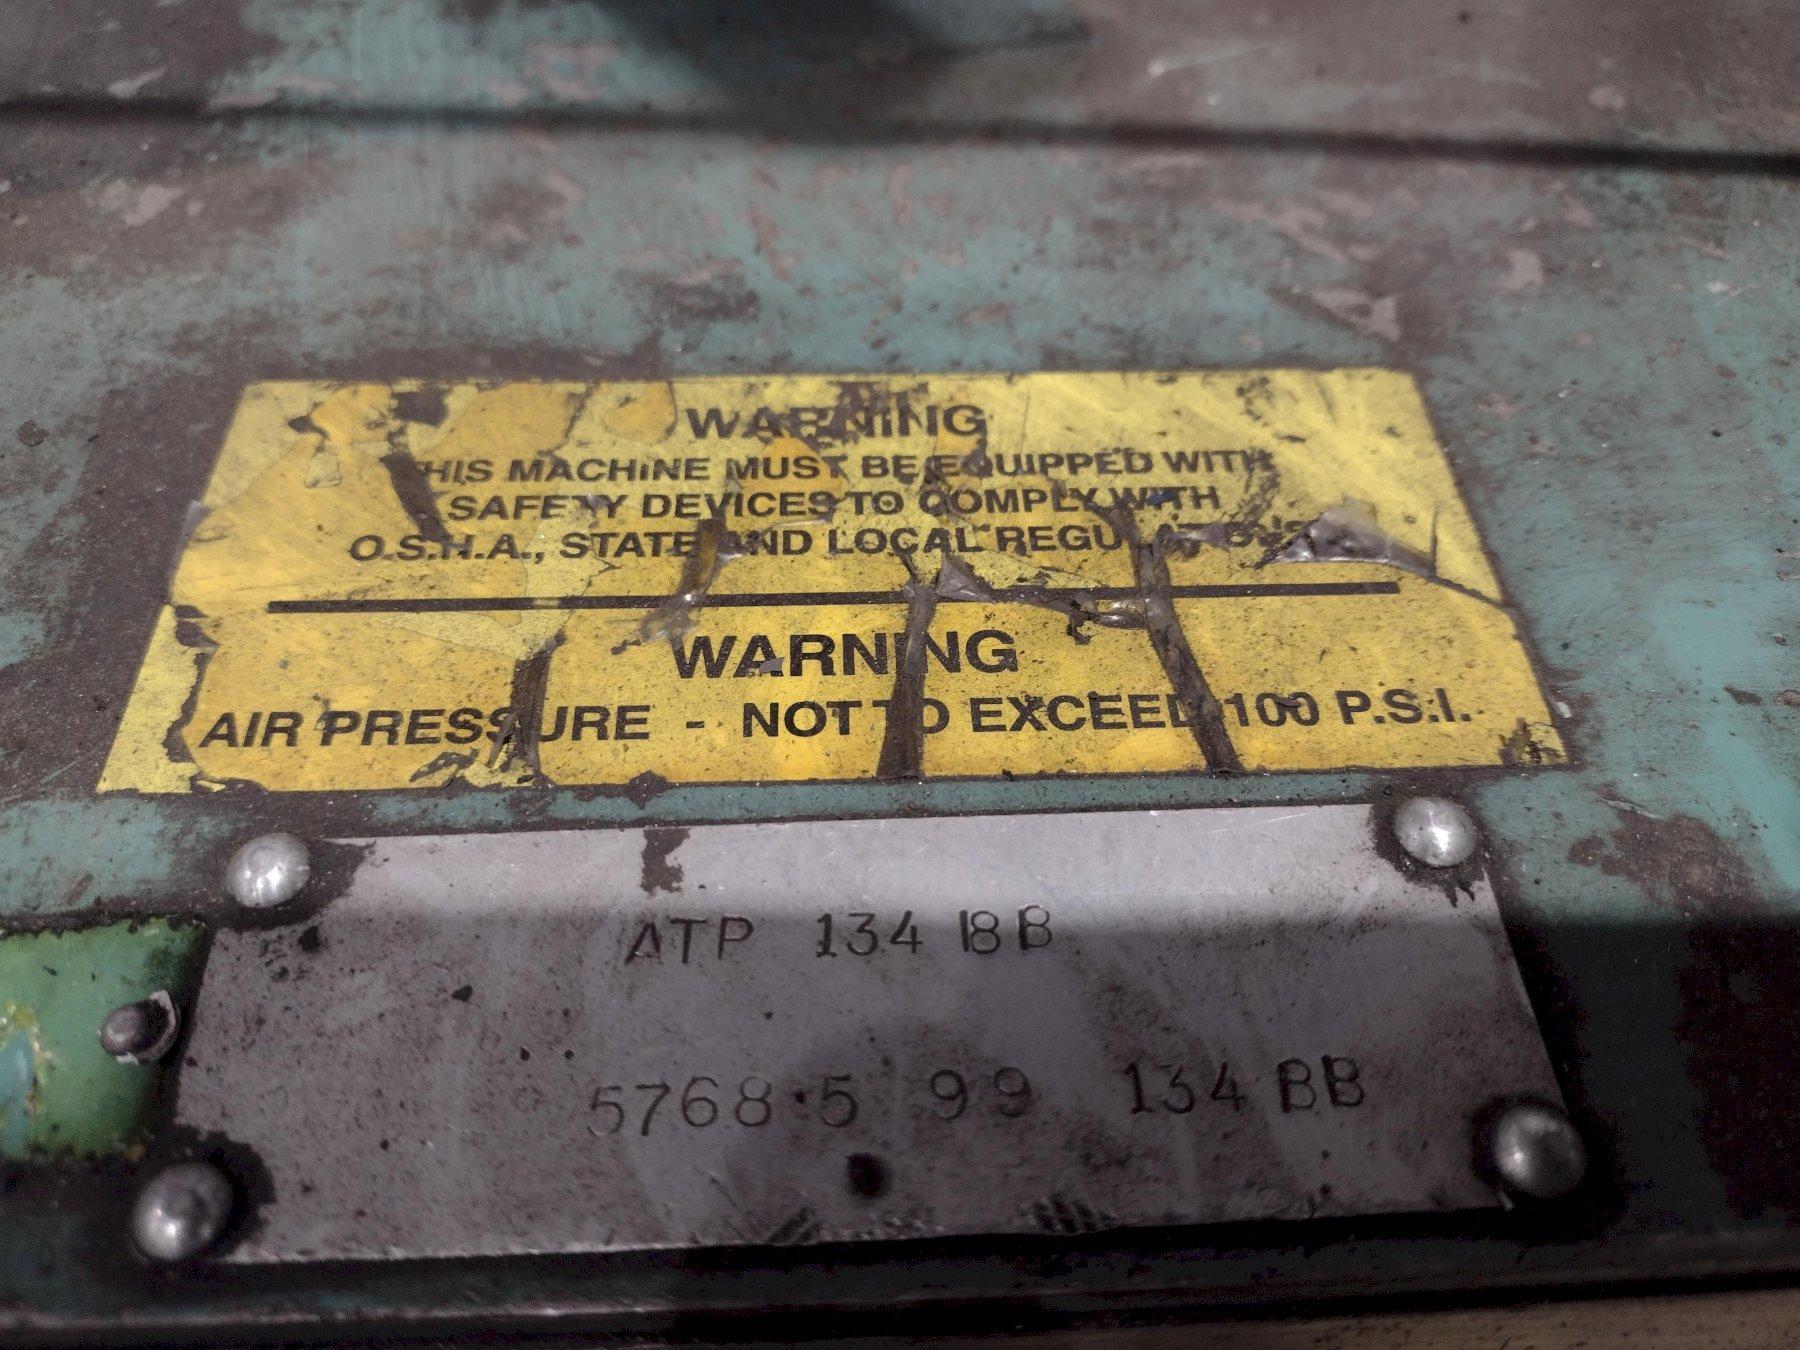 WARNING
THIS MACHINE MUST BE EQUIPPED WITH
SAFETY DEVICES TO COMPLY WITH
O.S.H.A., STATE AND LOCAL REGULATIONS
WARNING
AIR PRESSURE - NOT TO EXCEED 100 P.S.I.
ATP 134 BB
5768·5 99 134 BB